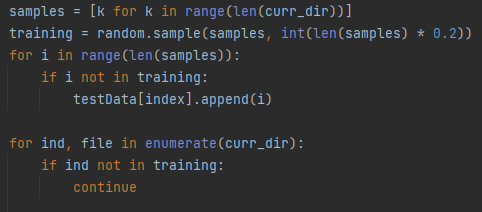 samples = [k for k in range(len(curr_dir))]
training = random.sample(samples, int(len(samples) * 0.2))
for i in range(len(samples)):
    if i not in training:
        testData[index].append(i)

for ind, file in enumerate(curr_dir):
    if ind not in training:
        continue